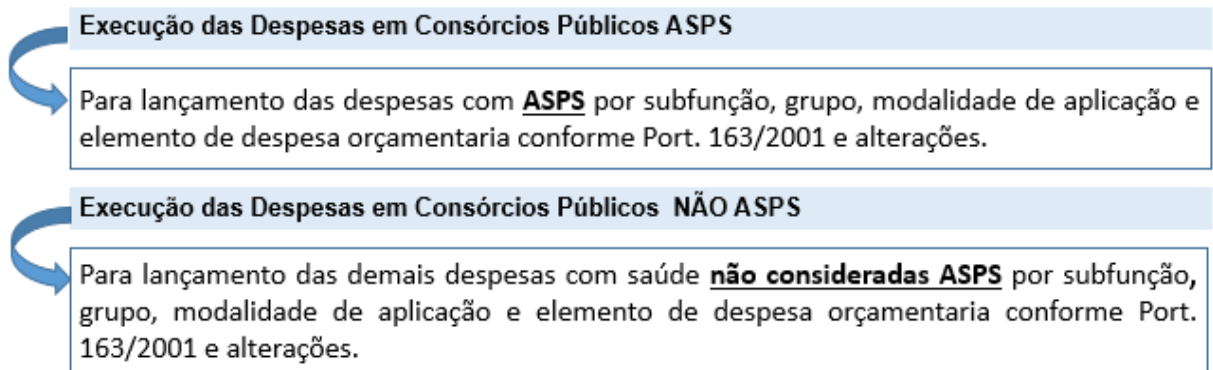 Execução das Despesas em Consórcios Públicos ASPS
Para lançamento das despesas com ASPS por subfunção, grupo, modalidade de aplicação e
elemento de despesa orçamentaria conforme Port. 163/2001 e alterações.
Execução das Despesas em Consórcios Públicos NÃO ASPS
Para lançamento das demais despesas com saúde não consideradas ASPS por subfunção,
grupo, modalidade de aplicação e elemento de despesa orçamentaria conforme Port.
163/2001 e alterações.